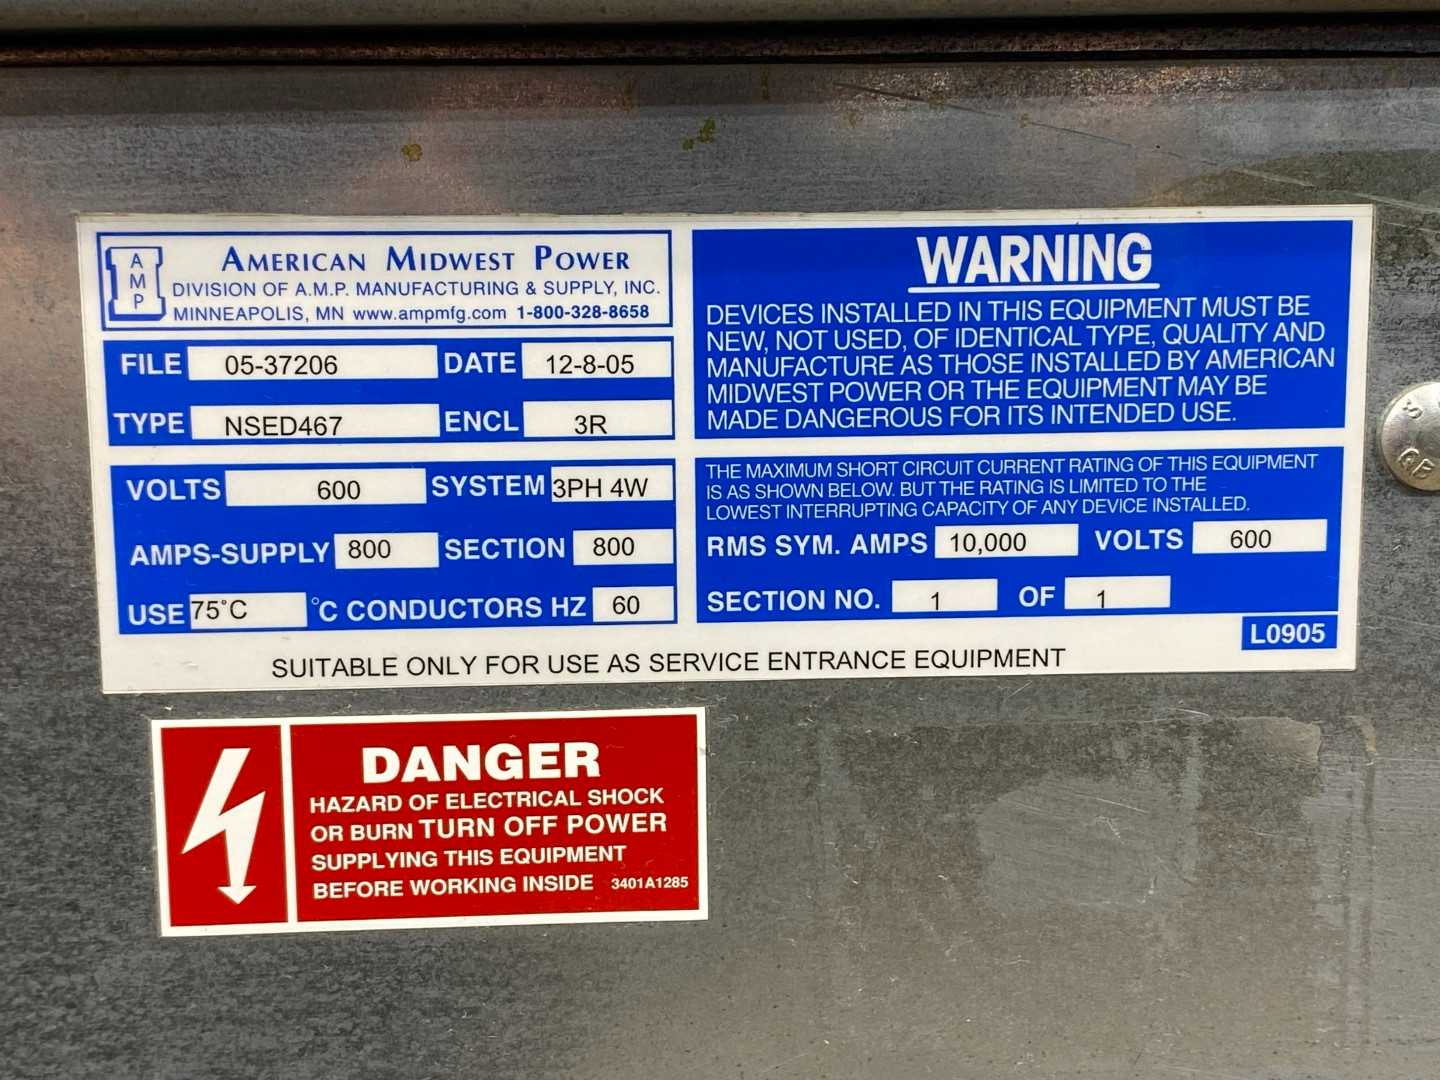 A
M
P
AMERICAN MIDWEST POWER
DIVISION OF A.M.P. MANUFACTURING & SUPPLY, INC.
MINNEAPOLIS, MN www.ampmfg.com 1-800-328-8658
FILE 05-37206 DATE 12-8-05
TYPE NSED467 ENCL 3R
VOLTS 600 SYSTEM 3PH 4W
AMPS-SUPPLY 800 SECTION 800
USE 75°C °C CONDUCTORS HZ 60
WARNING
DEVICES INSTALLED IN THIS EQUIPMENT MUST BE
NEW, NOT USED, OF IDENTICAL TYPE, QUALITY AND
MANUFACTURE AS THOSE INSTALLED BY AMERICAN
MIDWEST POWER OR THE EQUIPMENT MAY BE
MADE DANGEROUS FOR ITS INTENDED USE.
THE MAXIMUM SHORT CIRCUIT CURRENT RATING OF THIS EQUIPMENT
IS AS SHOWN BELOW. BUT THE RATING IS LIMITED TO THE
LOWEST INTERRUPTING CAPACITY OF ANY DEVICE INSTALLED.
RMS SYM. AMPS 10,000 VOLTS 600
SECTION NO. 1 OF 1
L0905
SUITABLE ONLY FOR USE AS SERVICE ENTRANCE EQUIPMENT
DANGER
HAZARD OF ELECTRICAL SHOCK
OR BURN TURN OFF POWER
SUPPLYING THIS EQUIPMENT
BEFORE WORKING INSIDE 3401A1285